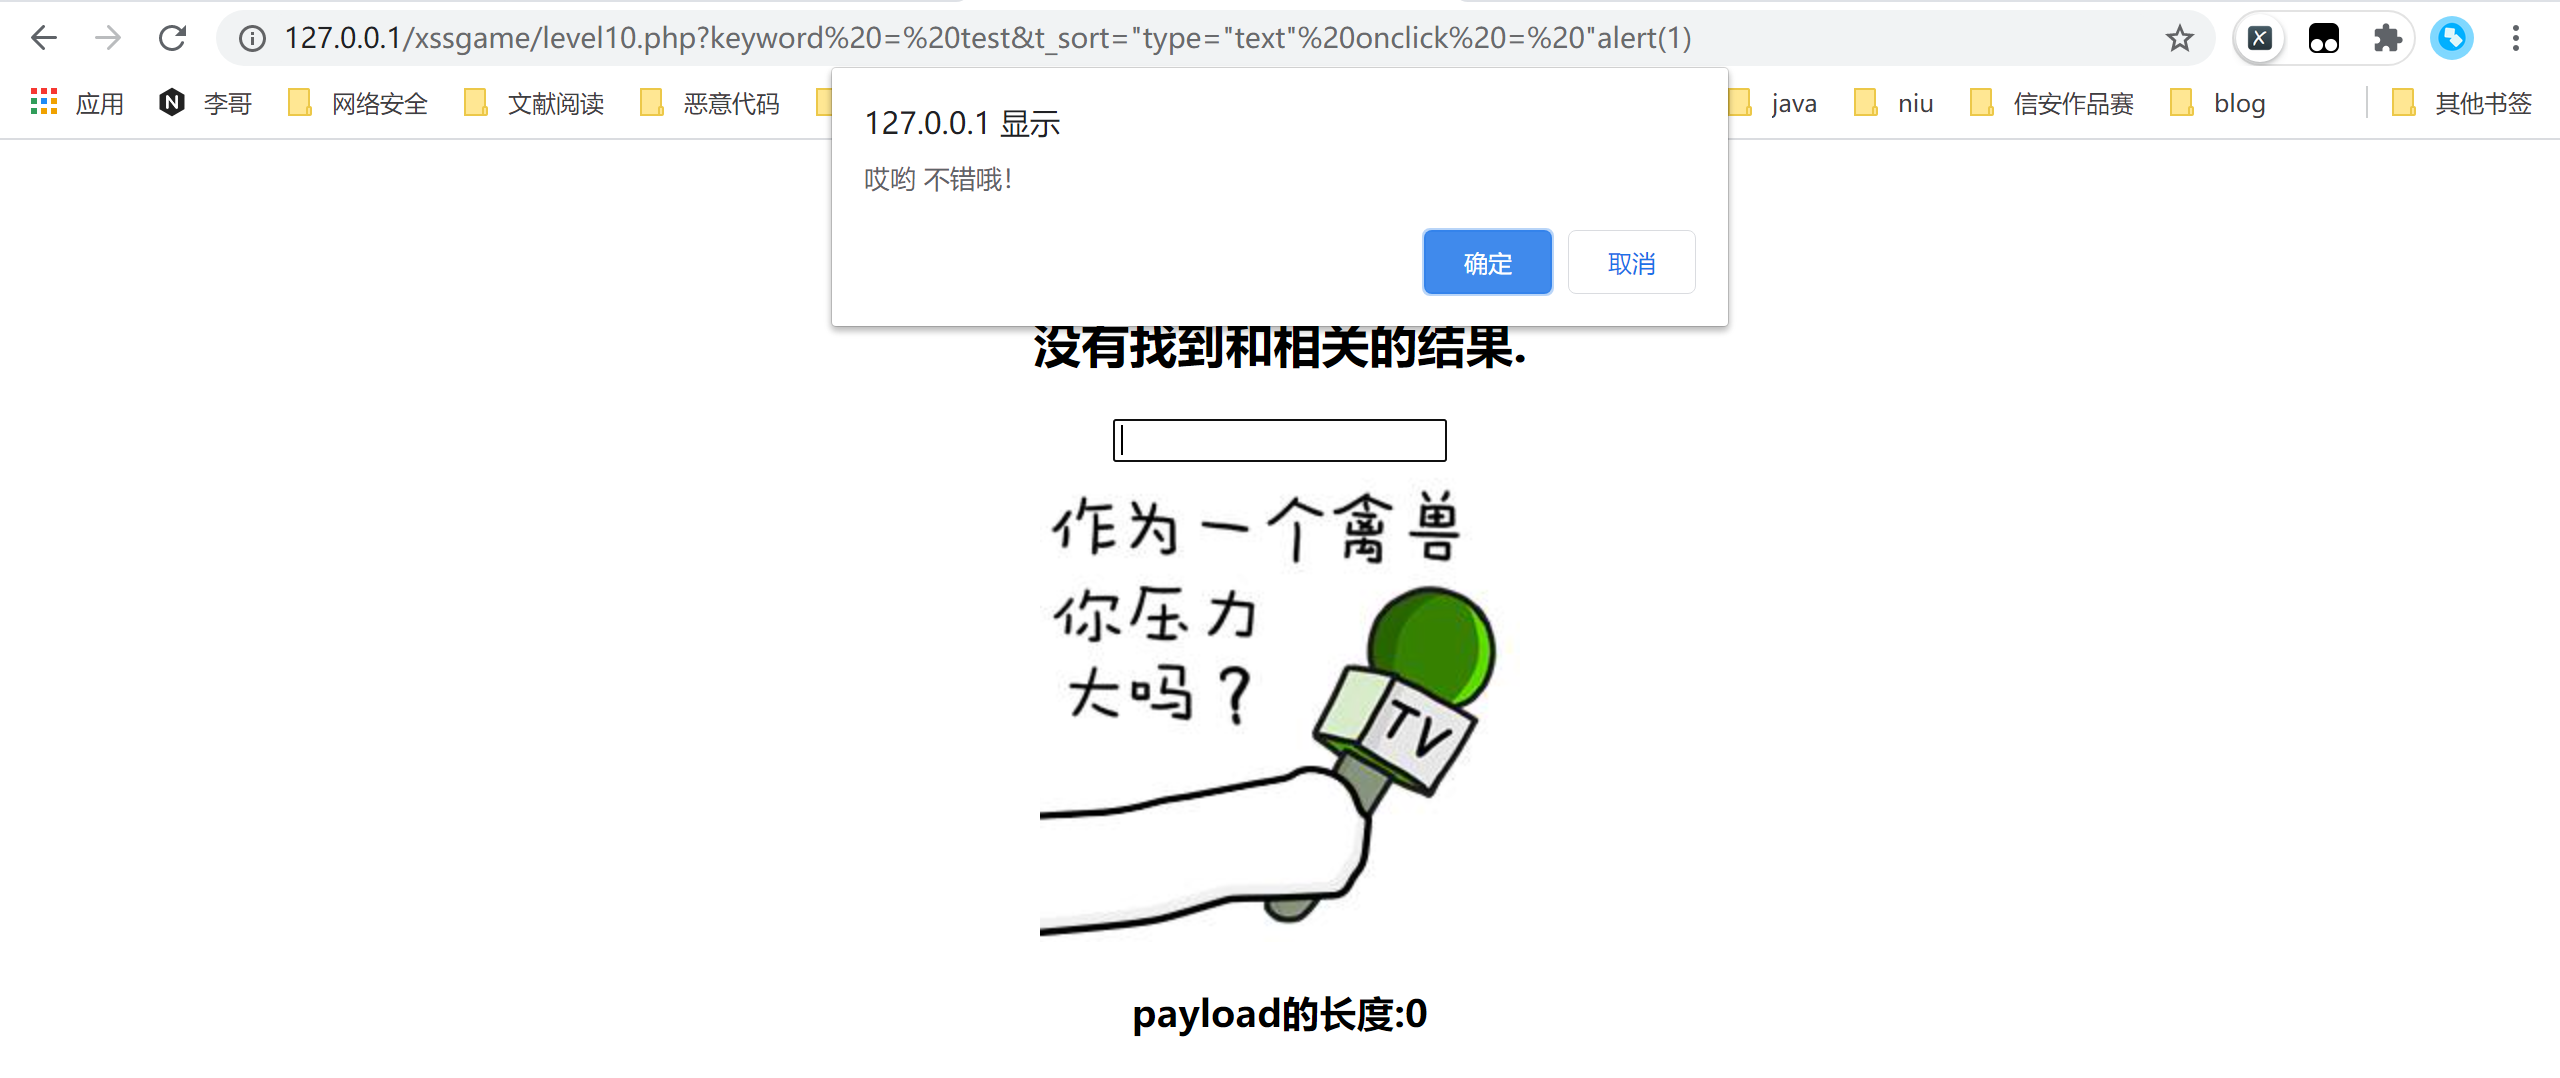 127.0.0.1/xssgame/level10.php?keyword%20=%20test&t_sort="type="text"%20onclick%20=%20"alert(1)
应用 李哥 网络安全 文献阅读 恶意代码 java niu 信安作品赛 blog 其他书签
127.0.0.1 显示
哎哟 不错哦！
确定 取消
没有找到和相关的结果.
作为一个禽兽
你压力
大吗？
TV
payload的长度:0